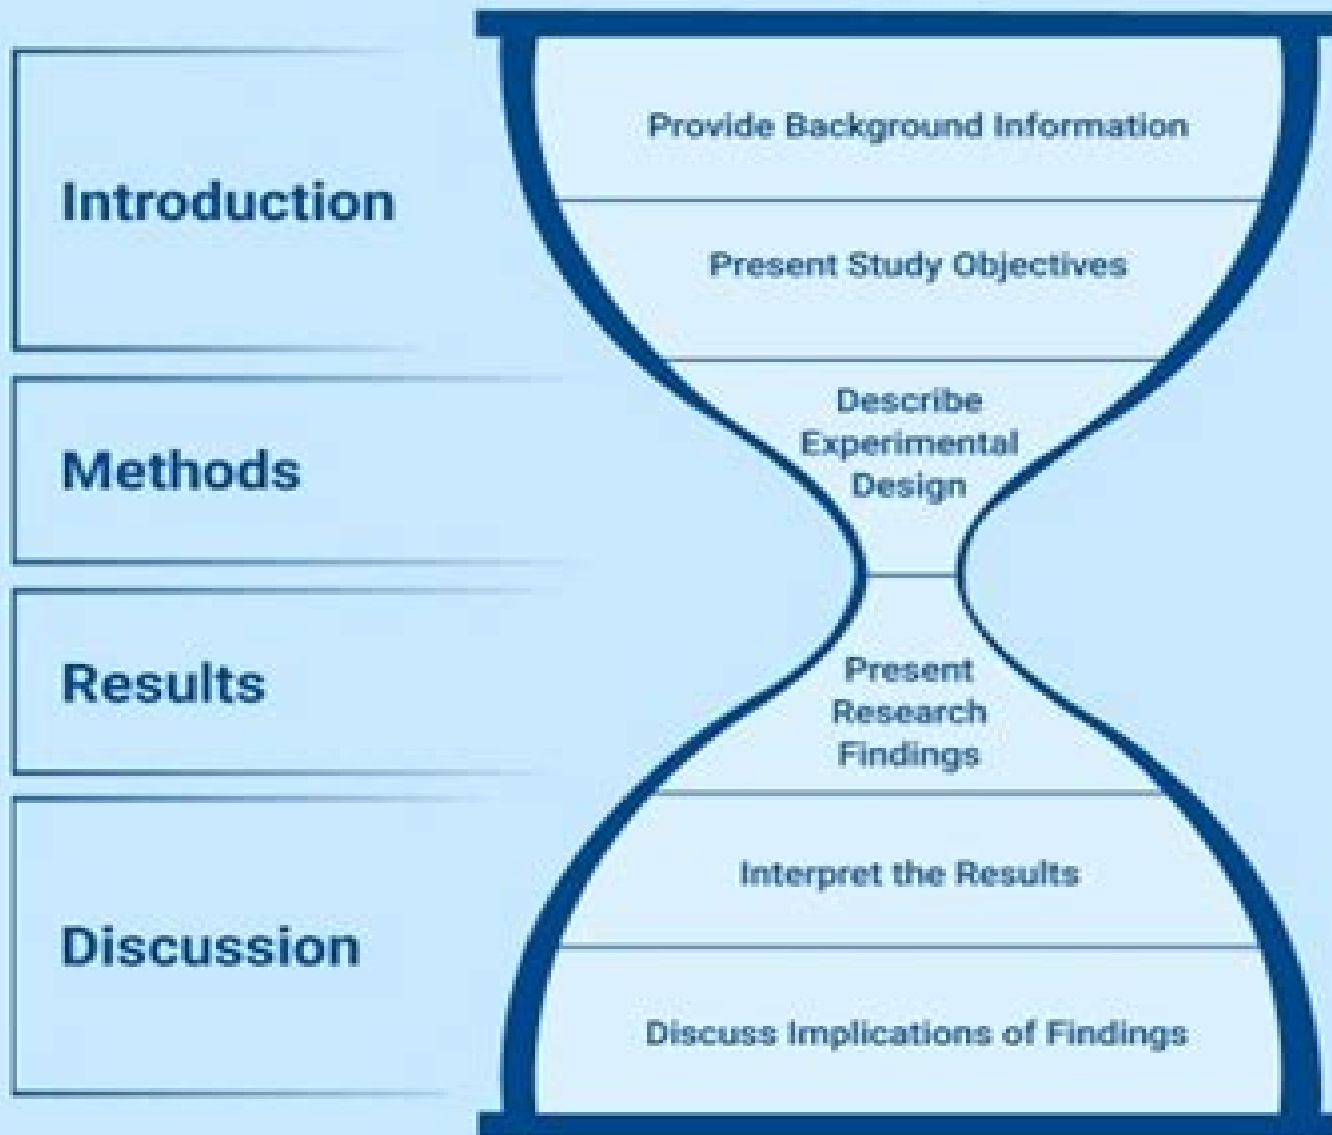 Introduction
Provide Background Information
Present Study Objectives
Methods
Describe
Experimental
Design
Results
Present
Research
Findings
Discussion
Interpret the Results
Discuss Implications of Findings